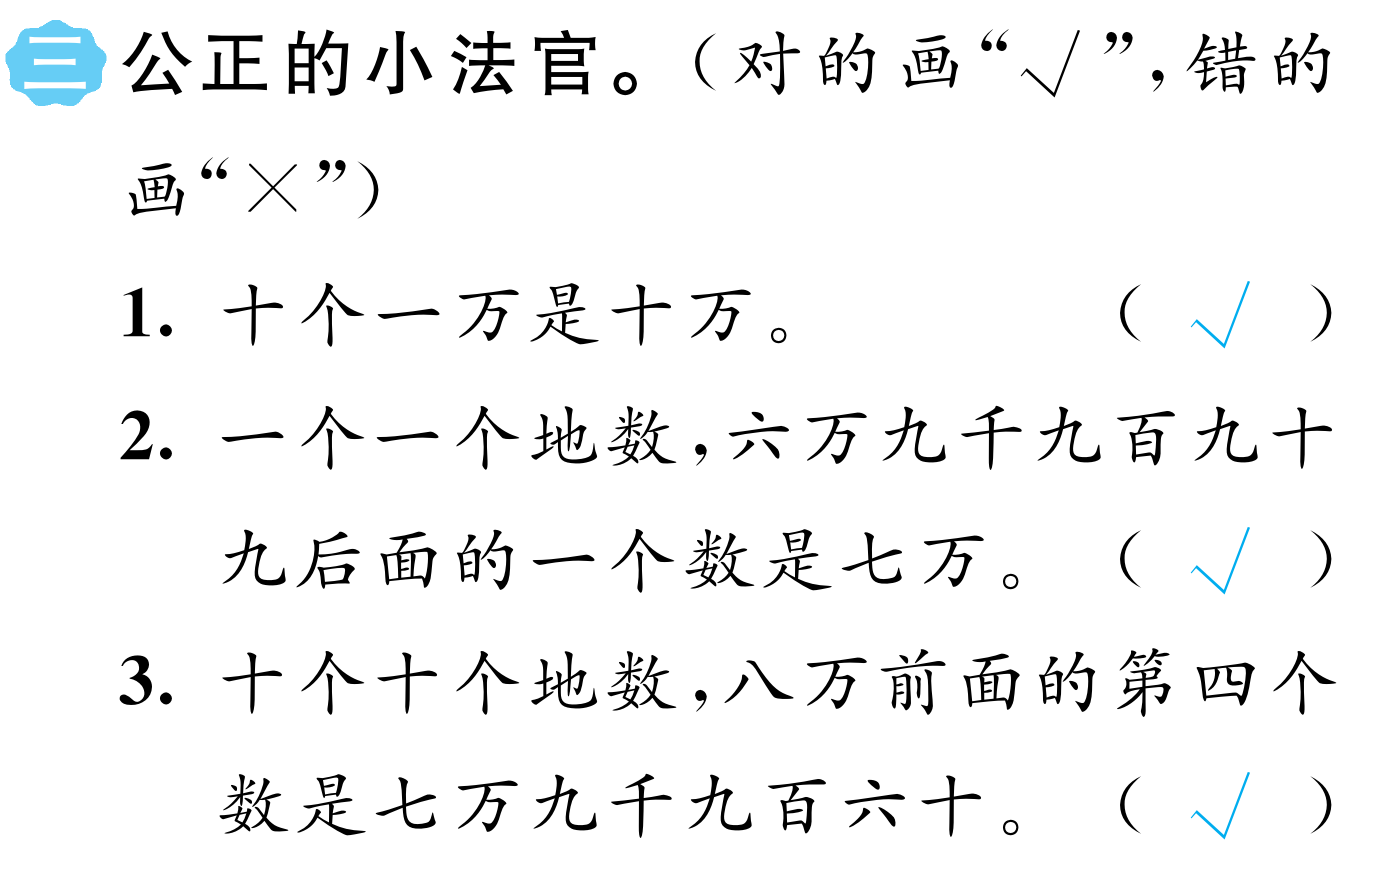 三 公正的小法官。（对的画“√”，错的
画“×”）
1. 十个一万是十万。 （ √ ）
2. 一个一个地数，六万九千九百九十
九后面的一个数是七万。 （ √ ）
3. 十个十个地数，八万前面的第四个
数是七万九千九百六十。 （ √ ）